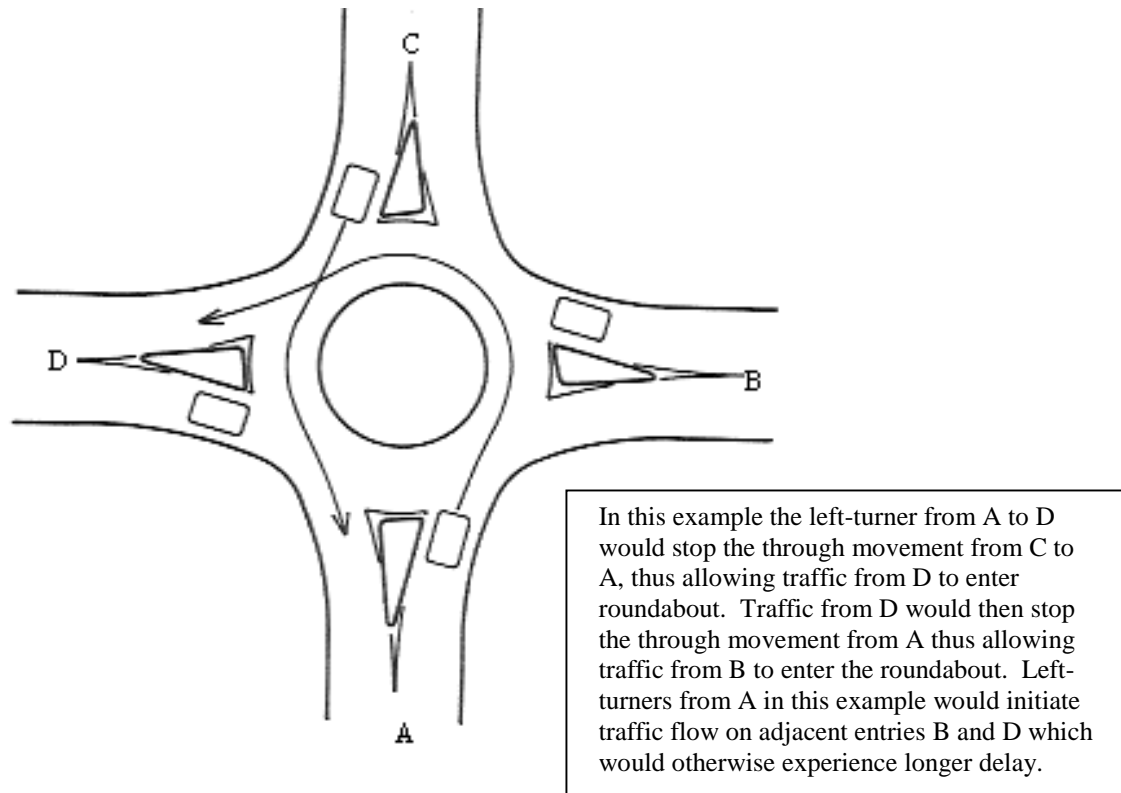 C
D
B
A
In this example the left-turner from A to D
would stop the through movement from C to
A, thus allowing traffic from D to enter
roundabout.  Traffic from D would then stop
the through movement from A thus allowing
traffic from B to enter the roundabout.  Left-
turners from A in this example would initiate
traffic flow on adjacent entries B and D which
would otherwise experience longer delay.